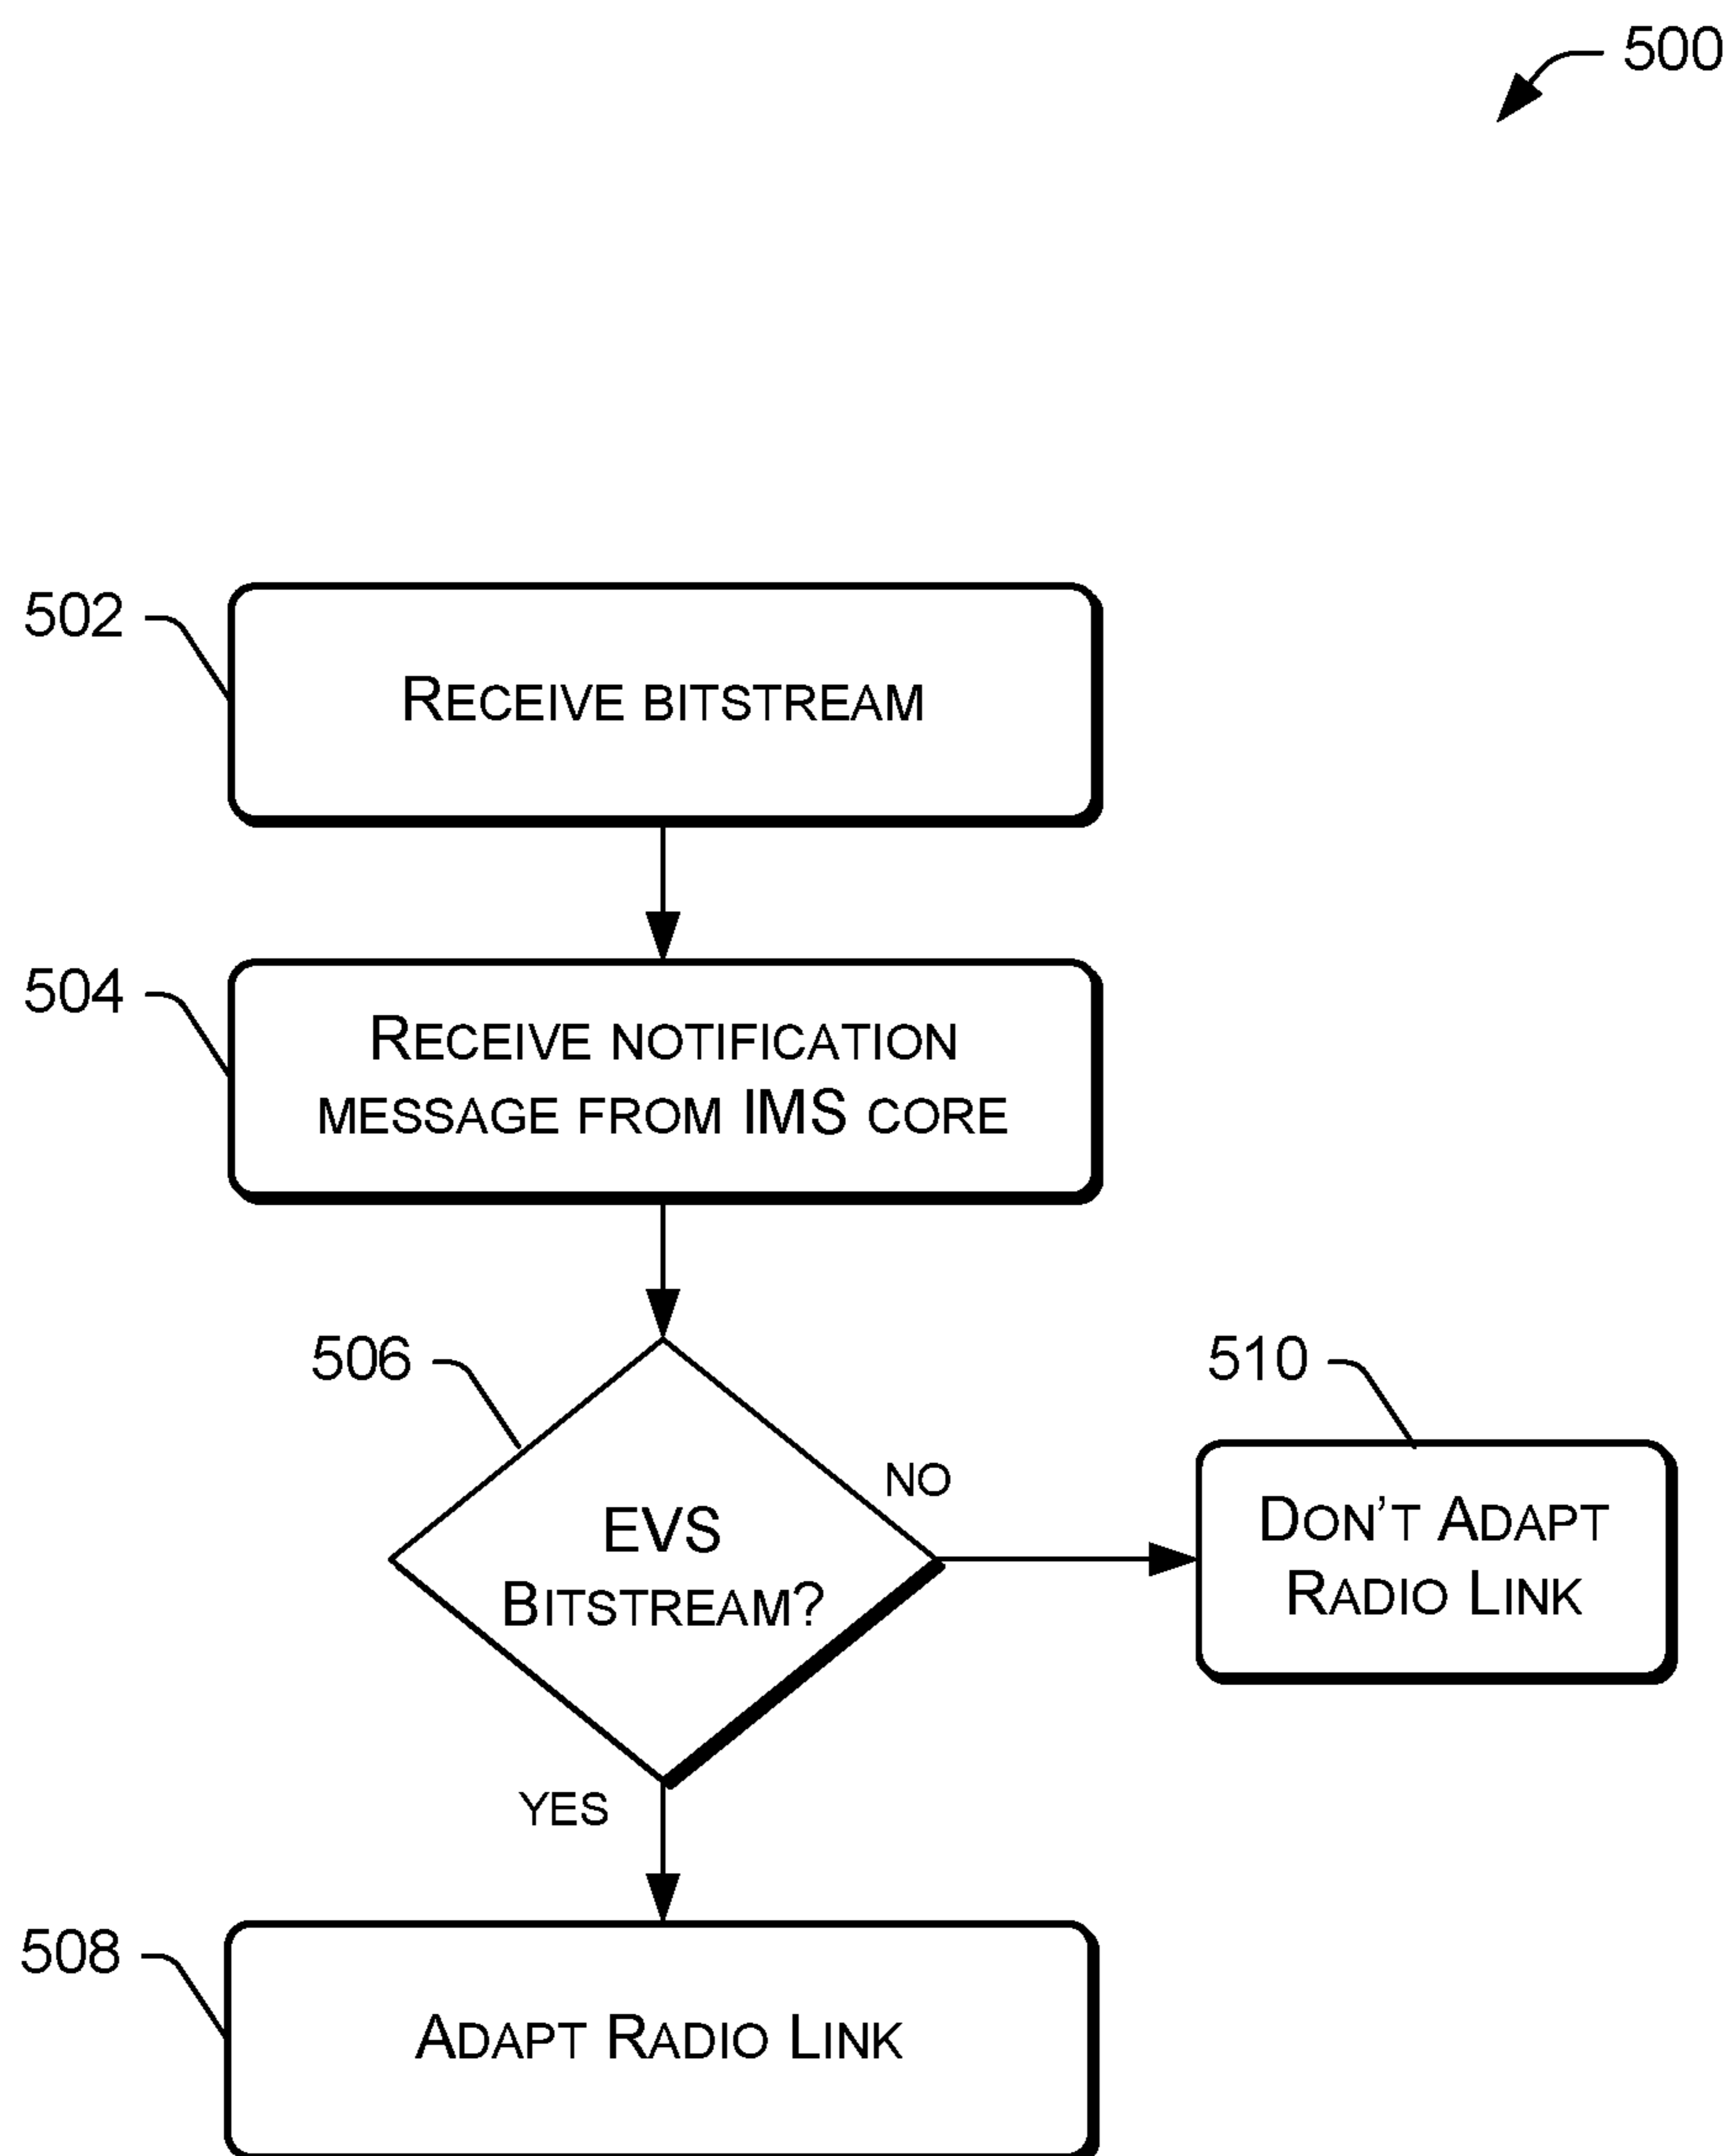 500
502
RECEIVE BITSTREAM
504
RECEIVE NOTIFICATION
MESSAGE FROM IMS CORE
506
EVS
BITSTREAM?
NO
510
DON'T ADAPT
RADIO LINK
YES
508
ADAPT RADIO LINK